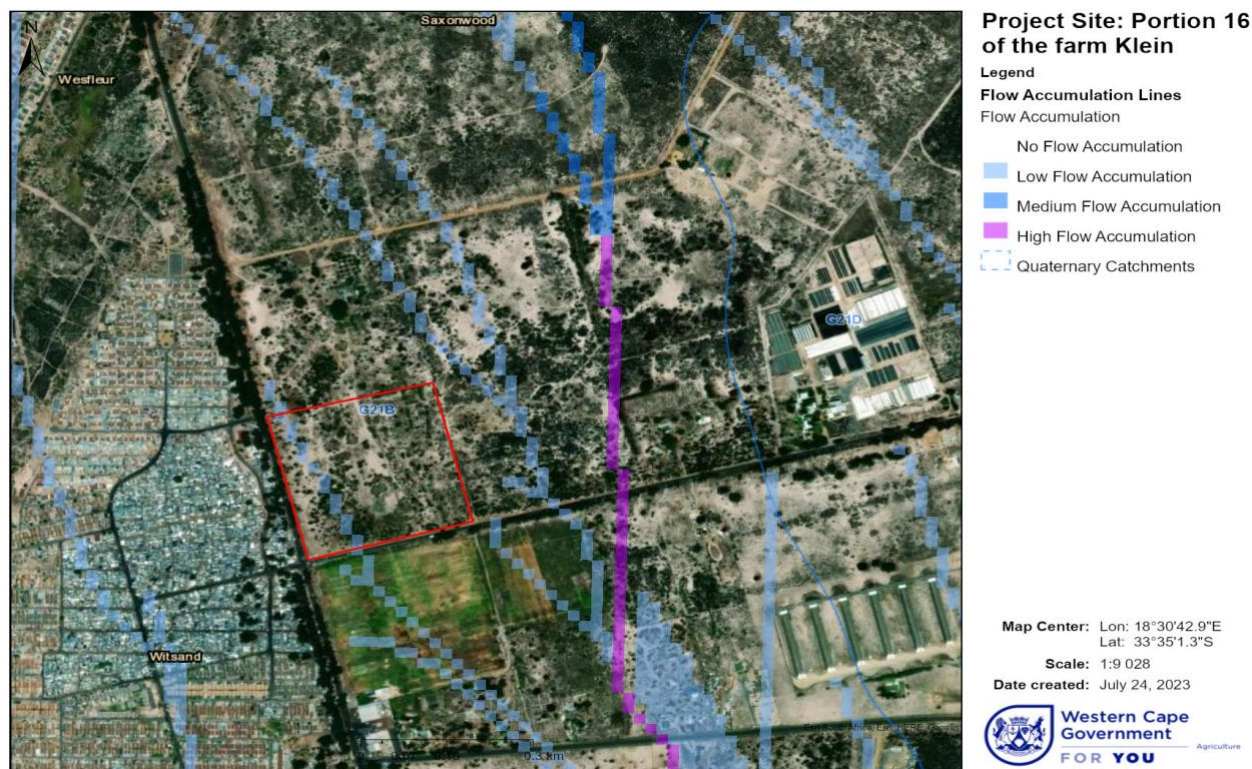 Saxonwood
N
Wesfleur
G21D
G21B
Witsand
0.3 km
Project Site: Portion 16
of the farm Klein
Legend
Flow Accumulation Lines
Flow Accumulation
No Flow Accumulation
Low Flow Accumulation
Medium Flow Accumulation
High Flow Accumulation
Quaternary Catchments
Map Center: Lon: 18°30'42.9"E
Lat: 33°35'1.3"S
Scale: 1:9 028
Date created: July 24, 2023
Western Cape
Government
Agriculture
FOR YOU